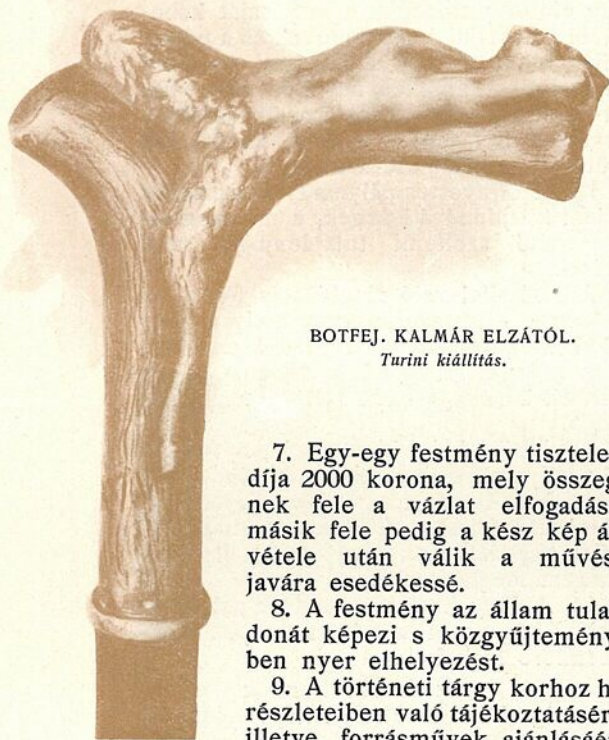 BOTFEJ. KALMÁR ELZÁTÓL.
Turini kiállítás.
7. Egy-egy festmény tisztele
díja 2000 korona, mely összeg
nek fele a vázlat elfogadás
másik fele pedig a kész kép á
vétele után válik a művés
javára esedékessé.
8. A festmény az állam tula
donát képezi s közgyűjtemény
ben nyer elhelyezést.
9. A történeti tárgy korhoz h
részleteiben való tájékoztatásér
illetve forrásművek ajánlásáér